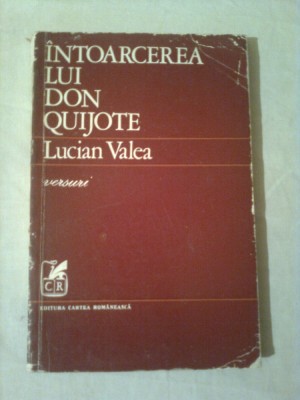 ÎNTOARCEREA
LUI
DON
QUIJOTE
Lucian Valea
versuri
CR
EDITURA CARTEA ROMÂNEASCĂ